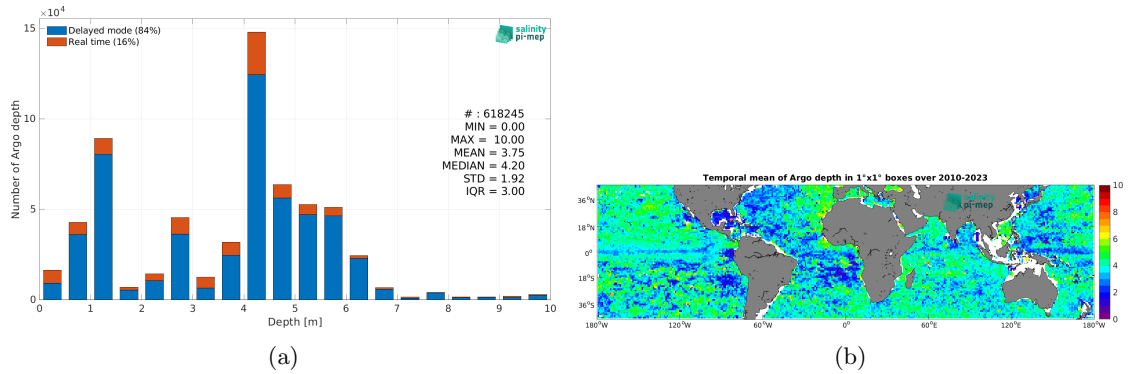 ×10⁴
15
10
5
0
Number of Argo depth
Delayed mode (84%)
Real time (16%)
salinity
pi-mep
# : 618245
MIN = 0.00
MAX = 10.00
MEAN = 3.75
MEDIAN = 4.20
STD = 1.92
IQR = 3.00
0 1 2 3 4 5 6 7 8 9 10
Depth [m]
(a)
Temporal mean of Argo depth in 1°x1° boxes over 2010-2023
salinity
pi-mep
36°N
18°N
0°
18°S
36°S
180°W 120°W 60°W 0° 60°E 120°E 180°W
10
8
6
4
2
0
(b)